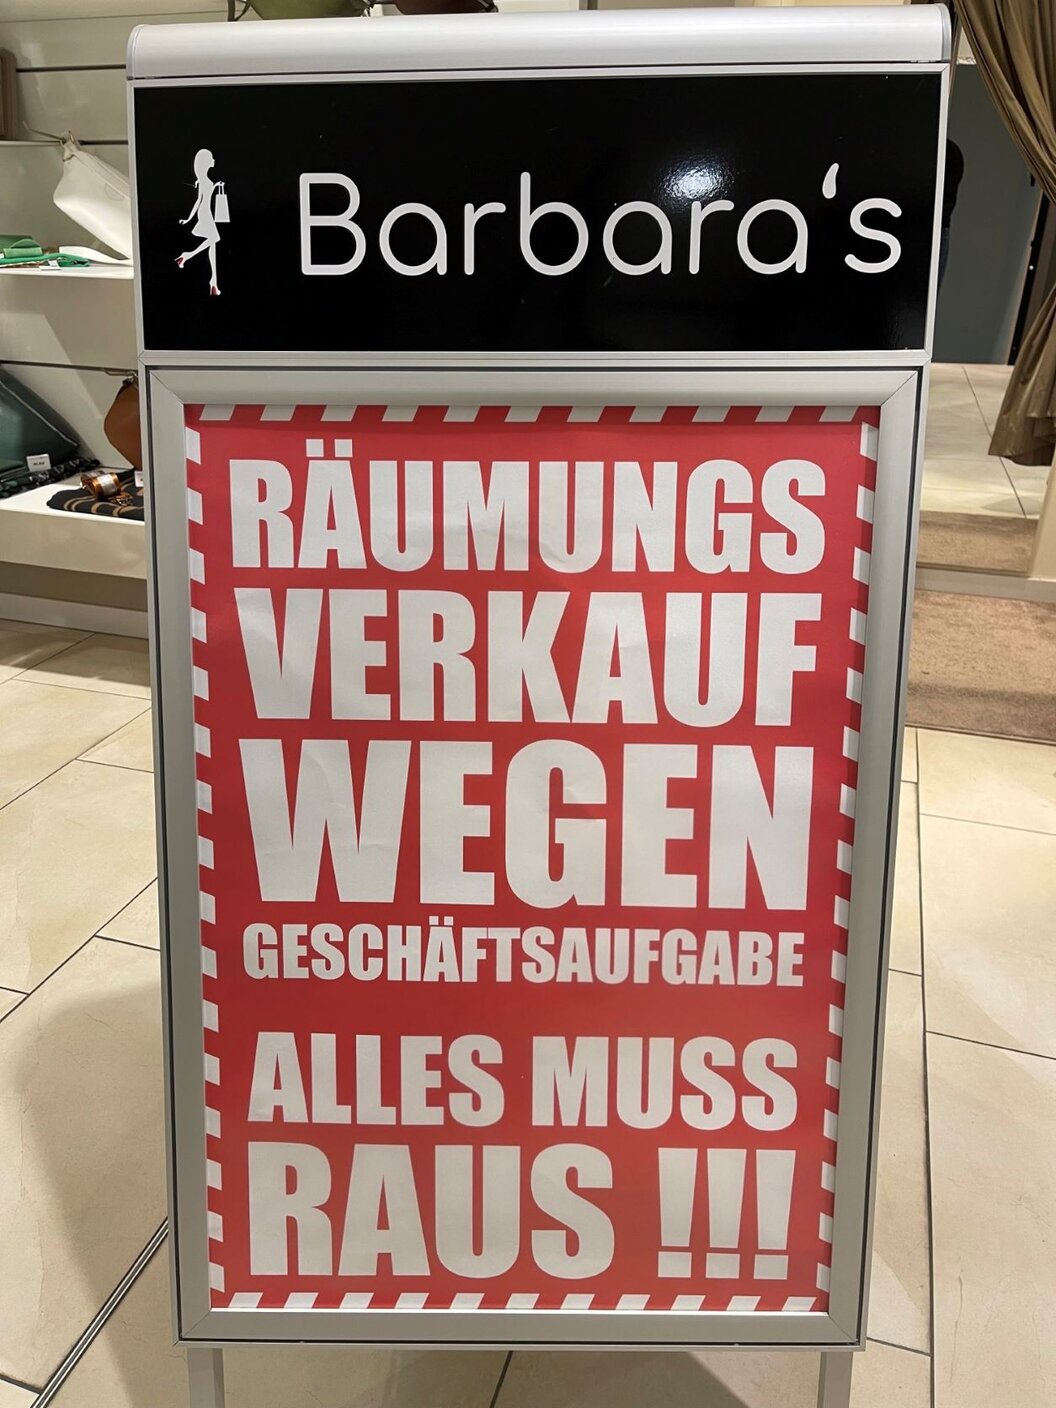 Barbara‘s
RÄUMUNGS
VERKAUF
WEGEN
GESCHÄFTSAUFGABE
ALLES MUSS
RAUS !!!